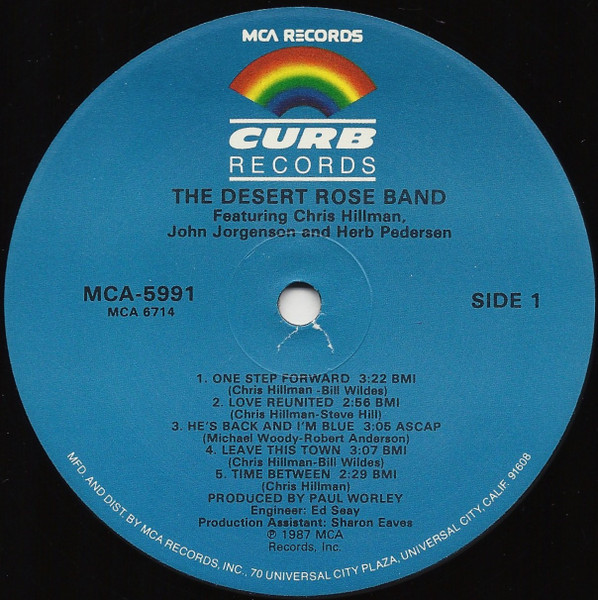 MCA RECORDS
CURB
RECORDS
THE DESERT ROSE BAND
Featuring Chris Hillman,
John Jorgenson and Herb Pedersen
MCA-5991
MCA 6714
SIDE 1
1. ONE STEP FORWARD 3:22 BMI
(Chris Hillman -Bill Wildes)
2. LOVE REUNITED 2:56 BMI
(Chris Hillman-Steve Hill)
3. HE'S BACK AND I'M BLUE 3:05 ASCAP
(Michael Woody-Robert Anderson)
4. LEAVE THIS TOWN 3:07 BMI
(Chris Hillman-Bill Wildes)
5. TIME BETWEEN 2:29 BMI
(Chris Hillman)
PRODUCED BY PAUL WORLEY
Engineer: Ed Seay
Production Assistant: Sharon Eaves
℗ 1987 MCA
Records, Inc.
MFD. AND DIST. BY MCA RECORDS, INC., 70 UNIVERSAL CITY PLAZA, UNIVERSAL CITY, CALIF. 91608